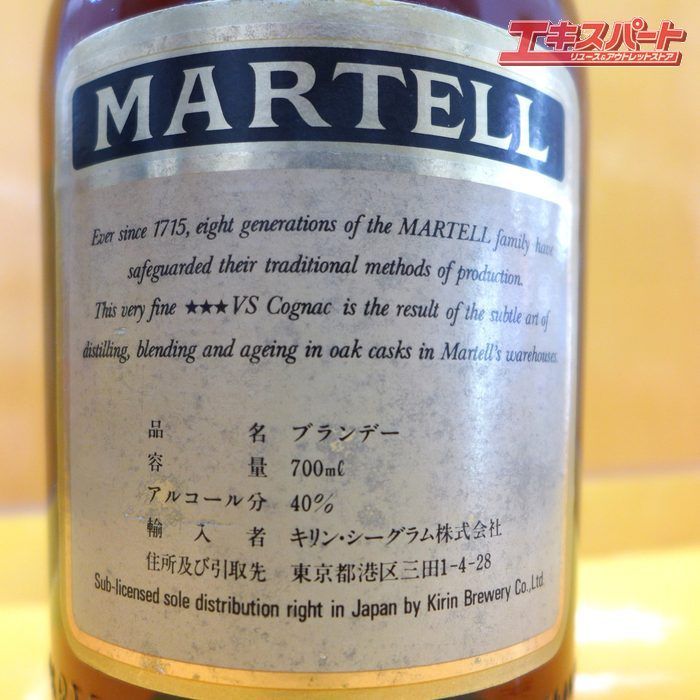 エキスパート
リユース&アウトレットストア
MARTELL
Ever since 1715, eight generations of the MARTELL family have
safeguarded their traditional methods of production.
This very fine ★★★VS Cognac is the result of the subtle art of
distilling, blending and ageing in oak casks in Martell's warehouses.
品名 ブランデー
容量 700mℓ
アルコール分 40%
輸入者 キリン・シーグラム株式会社
住所及び引取先 東京都港区三田1-4-28
Sub-licensed sole distribution right in Japan by Kirin Brewery Co.,Ltd.